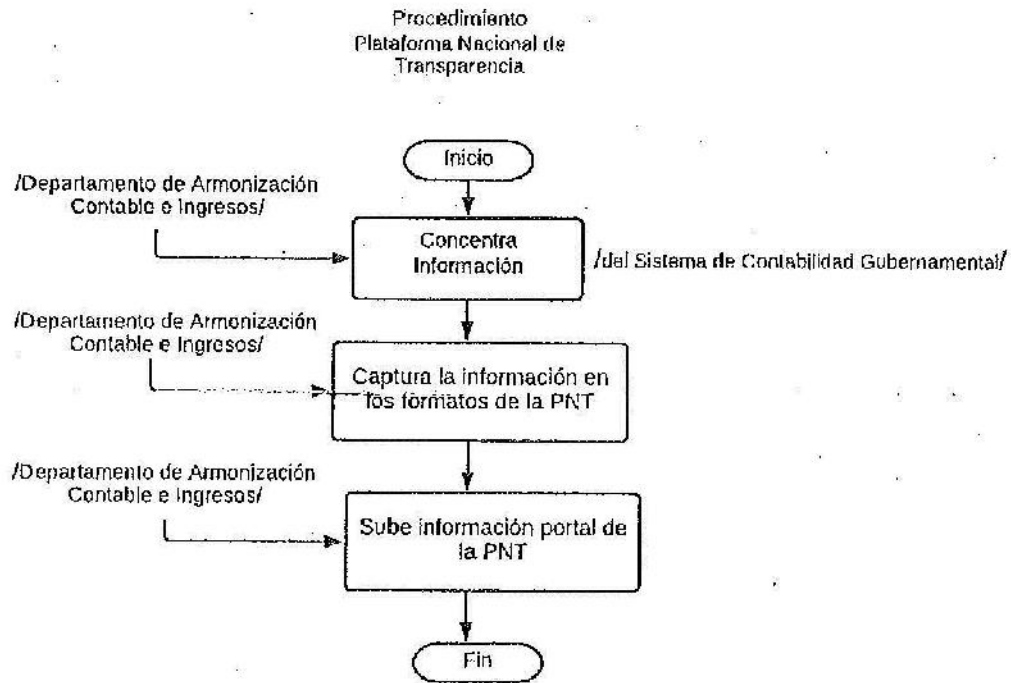 Procedimiento
Plataforma Nacional de
Transparencia
Inicio
/Departamento de Armonización
Contable e Ingresos/
Concentra
Información
/del Sistema de Contabilidad Gubernamental/
/Departamento de Armonización
Contable e Ingresos/
Captura la información en
los formatos de la PNT
/Departamento de Armonización
Contable e Ingresos/
Sube información portal de
la PNT
Fin